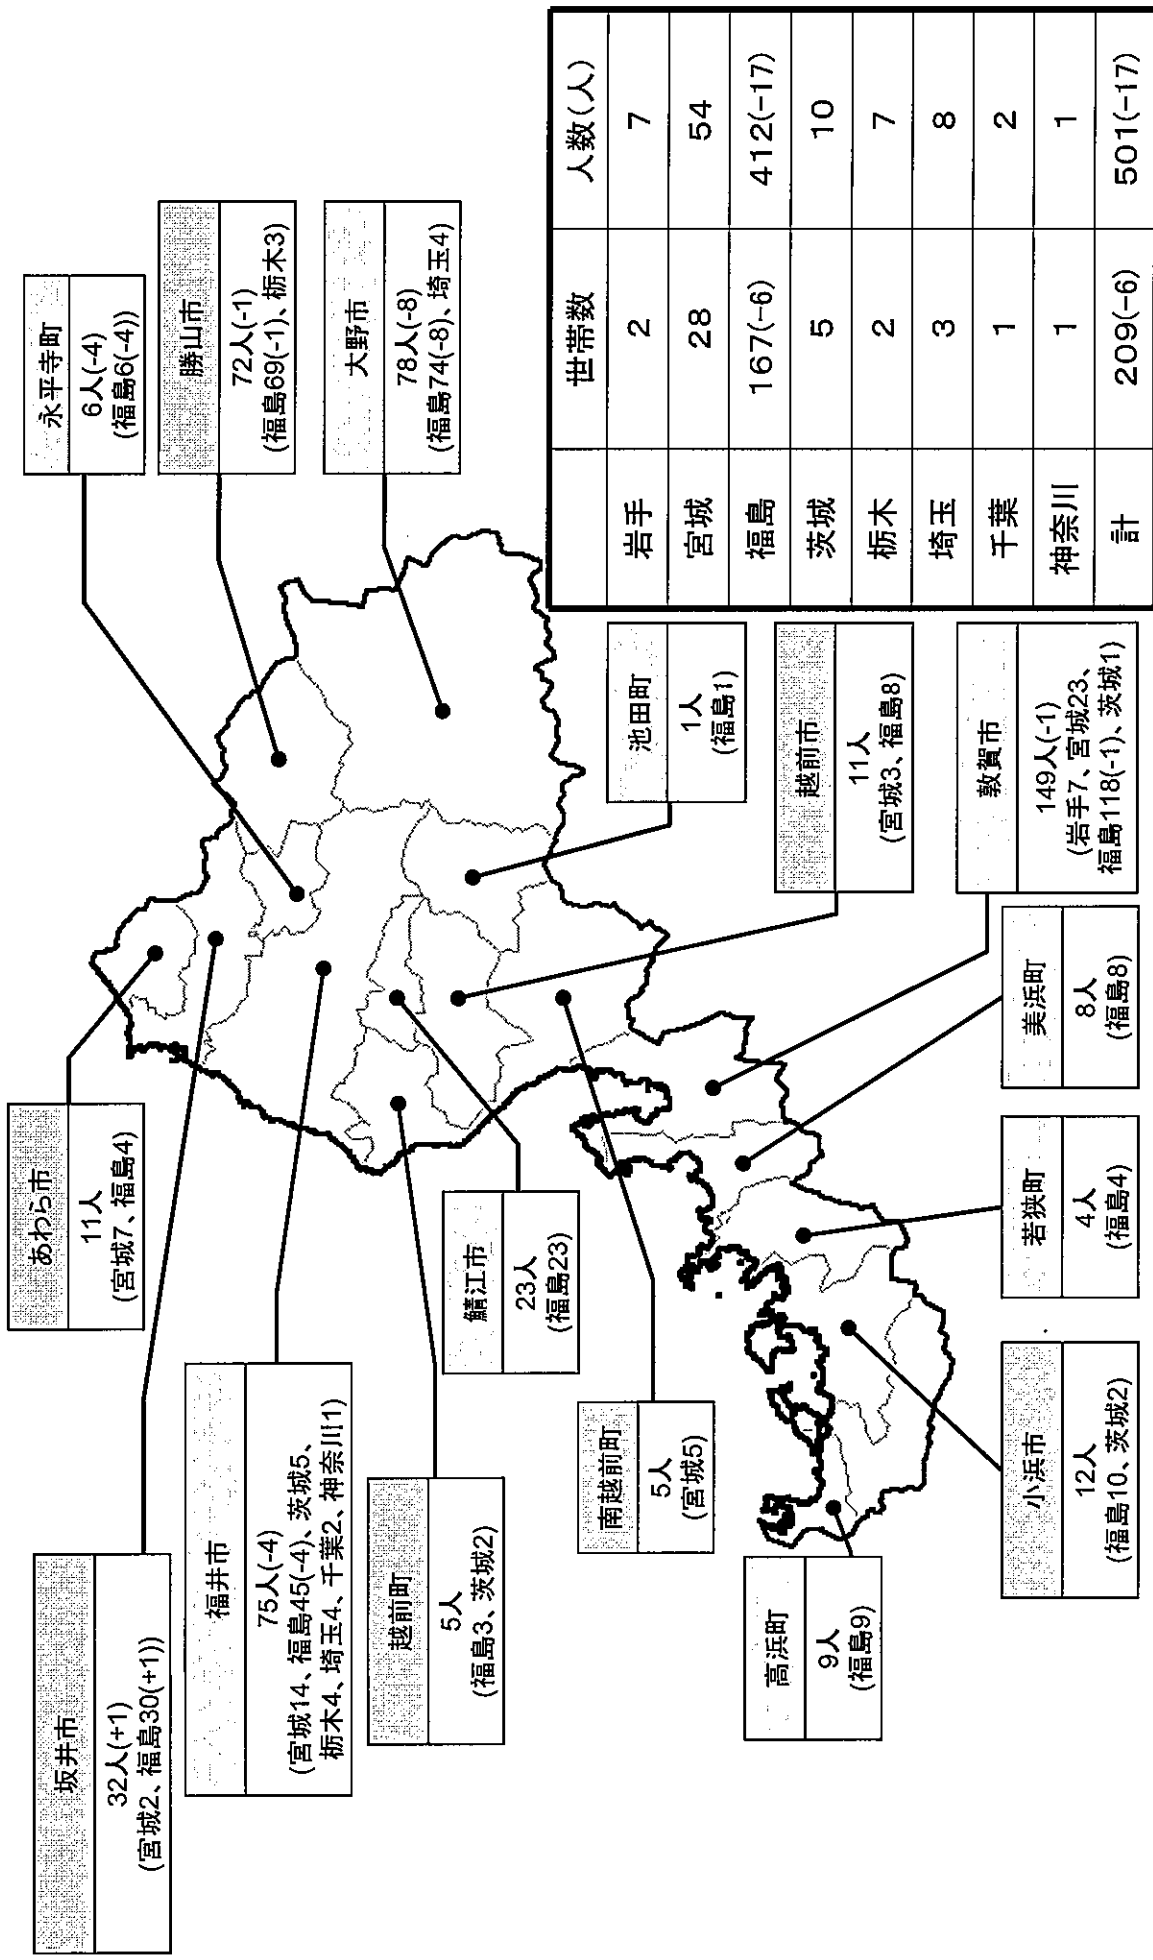 坂井市
32人(+1)
(宮城2、福島30(+1))
あわら市
11人
(宮城7、福島4)
永平寺町
6人(-4)
(福島6(-4))
勝山市
72人(-1)
(福島69(-1)、栃木3)
大野市
78人(-8)
(福島74(-8)、埼玉4)
福井市
75人(-4)
(宮城14、福島45(-4)、茨城5、
栃木4、埼玉4、千葉2、神奈川1)
越前町
5人
(福島3、茨城2)
鯖江市
23人
(福島23)
南越前町
5人
(宮城5)
池田町
1人
(福島1)
越前市
11人
(宮城3、福島8)
敦賀市
149人(-1)
(岩手7、宮城23、
福島118(-1)、茨城1)
美浜町
8人
(福島8)
若狭町
4人
(福島4)
小浜市
12人
(福島10、茨城2)
高浜町
9人
(福島9)
世帯数 人数(人)
岩手 2 7
宮城 28 54
福島 167(-6) 412(-17)
茨城 5 10
栃木 2 7
埼玉 3 8
千葉 1 2
神奈川 1 1
計 209(-6) 501(-17)